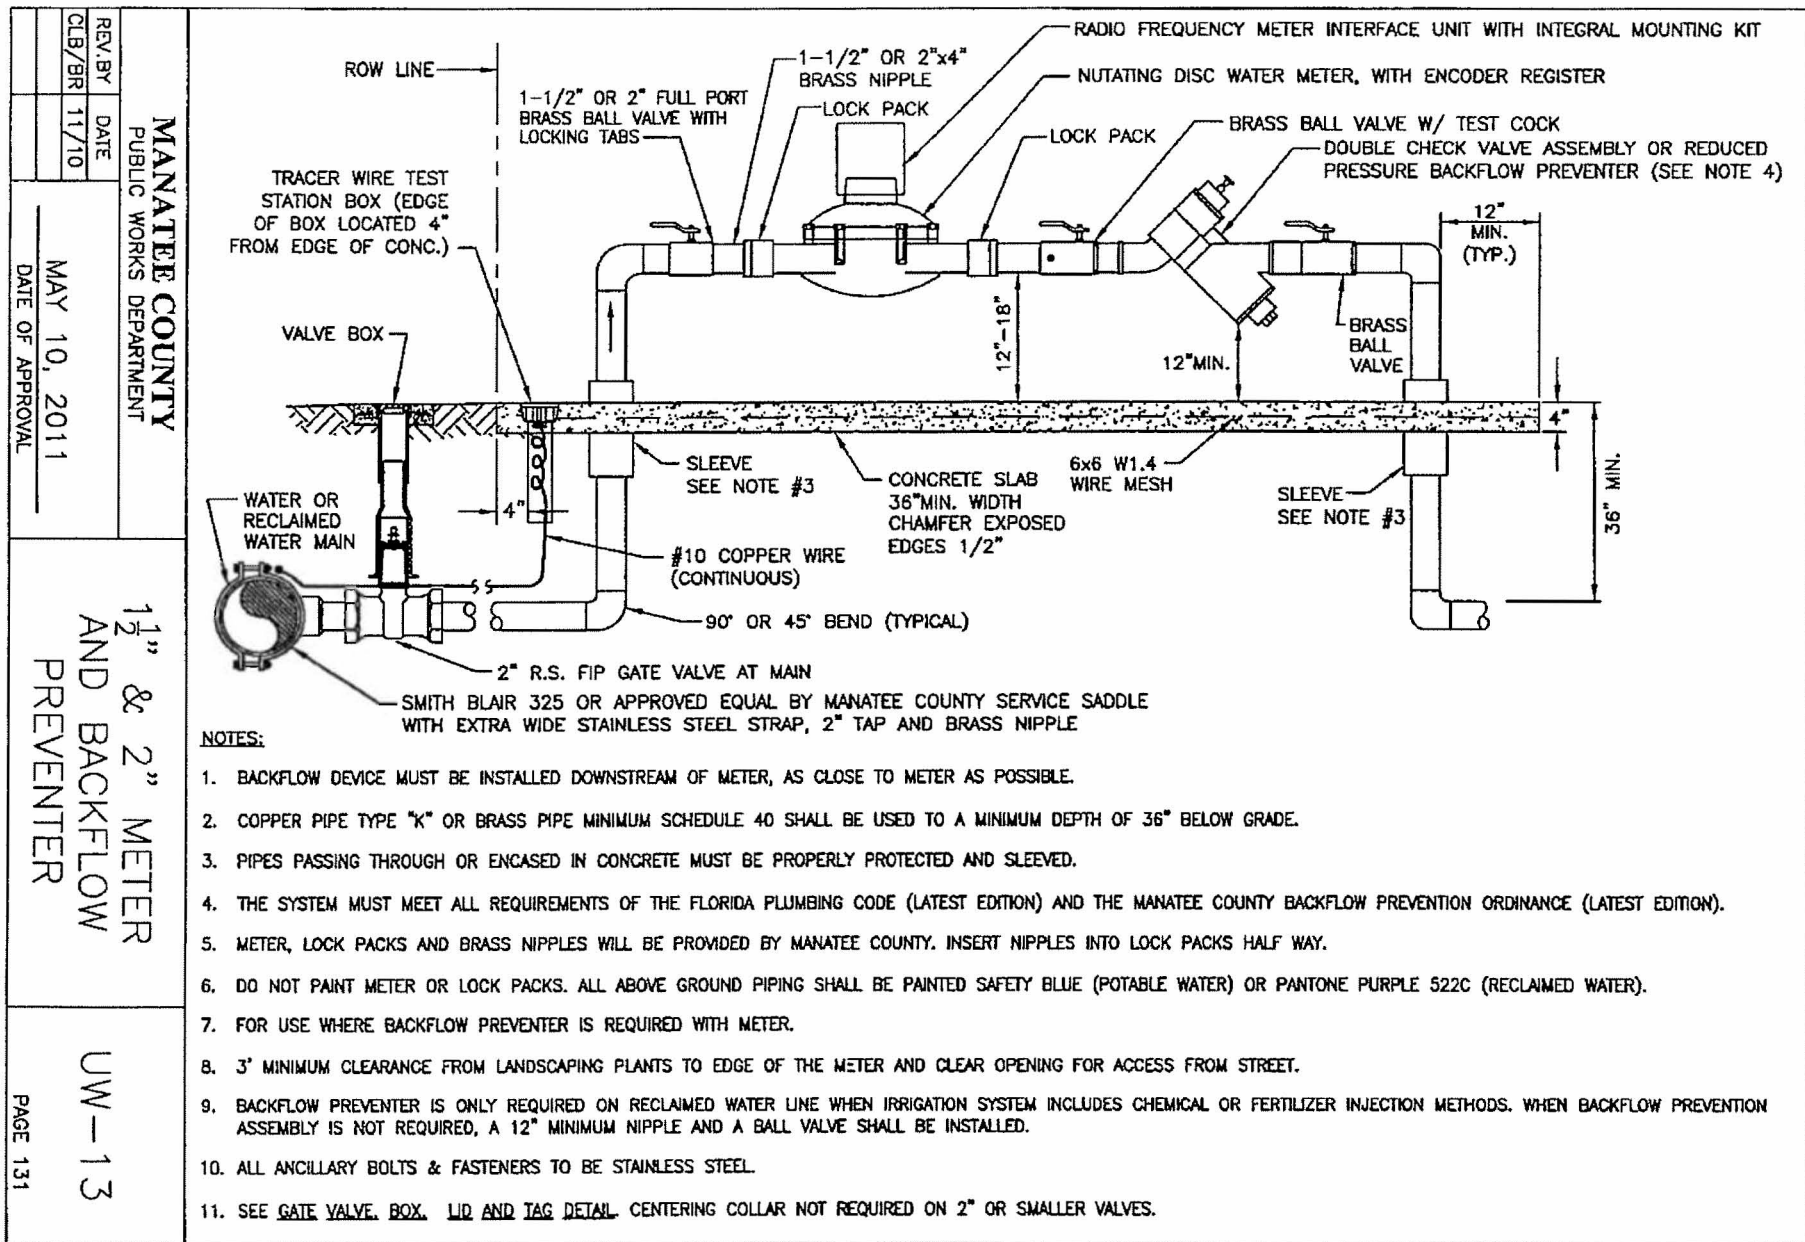 RADIO FREQUENCY METER INTERFACE UNIT WITH INTEGRAL MOUNTING KIT
ROW LINE
1-1/2" OR 2"x4"
BRASS NIPPLE
NUTATING DISC WATER METER, WITH ENCODER REGISTER
1-1/2" OR 2" FULL PORT
BRASS BALL VALVE WITH
LOCKING TABS
LOCK PACK
LOCK PACK
BRASS BALL VALVE W/ TEST COCK
DOUBLE CHECK VALVE ASSEMBLY OR REDUCED
PRESSURE BACKFLOW PREVENTER (SEE NOTE 4)
TRACER WIRE TEST
STATION BOX (EDGE
OF BOX LOCATED 4"
FROM EDGE OF CONC.)
12"
MIN.
(TYP.)
VALVE BOX
12"-18"
12"MIN.
BRASS
BALL
VALVE
4"
36" MIN.
SLEEVE
SEE NOTE #3
CONCRETE SLAB
36"MIN. WIDTH
CHAMFER EXPOSED
EDGES 1/2"
6x6 W1.4
WIRE MESH
SLEEVE
SEE NOTE #3
WATER OR
RECLAIMED
WATER MAIN
4"
#10 COPPER WIRE
(CONTINUOUS)
90° OR 45° BEND (TYPICAL)
2" R.S. FIP GATE VALVE AT MAIN
SMITH BLAIR 325 OR APPROVED EQUAL BY MANATEE COUNTY SERVICE SADDLE
WITH EXTRA WIDE STAINLESS STEEL STRAP, 2" TAP AND BRASS NIPPLE
NOTES:
1. BACKFLOW DEVICE MUST BE INSTALLED DOWNSTREAM OF METER, AS CLOSE TO METER AS POSSIBLE.
2. COPPER PIPE TYPE "K" OR BRASS PIPE MINIMUM SCHEDULE 40 SHALL BE USED TO A MINIMUM DEPTH OF 36" BELOW GRADE.
3. PIPES PASSING THROUGH OR ENCASED IN CONCRETE MUST BE PROPERLY PROTECTED AND SLEEVED.
4. THE SYSTEM MUST MEET ALL REQUIREMENTS OF THE FLORIDA PLUMBING CODE (LATEST EDITION) AND THE MANATEE COUNTY BACKFLOW PREVENTION ORDINANCE (LATEST EDITION).
5. METER, LOCK PACKS AND BRASS NIPPLES WILL BE PROVIDED BY MANATEE COUNTY. INSERT NIPPLES INTO LOCK PACKS HALF WAY.
6. DO NOT PAINT METER OR LOCK PACKS. ALL ABOVE GROUND PIPING SHALL BE PAINTED SAFETY BLUE (POTABLE WATER) OR PANTONE PURPLE 522C (RECLAIMED WATER).
7. FOR USE WHERE BACKFLOW PREVENTER IS REQUIRED WITH METER.
8. 3' MINIMUM CLEARANCE FROM LANDSCAPING PLANTS TO EDGE OF THE METER AND CLEAR OPENING FOR ACCESS FROM STREET.
9. BACKFLOW PREVENTER IS ONLY REQUIRED ON RECLAIMED WATER LINE WHEN IRRIGATION SYSTEM INCLUDES CHEMICAL OR FERTILIZER INJECTION METHODS. WHEN BACKFLOW PREVENTION
ASSEMBLY IS NOT REQUIRED, A 12" MINIMUM NIPPLE AND A BALL VALVE SHALL BE INSTALLED.
10. ALL ANCILLARY BOLTS & FASTENERS TO BE STAINLESS STEEL.
11. SEE GATE VALVE, BOX, LID AND TAG DETAIL. CENTERING COLLAR NOT REQUIRED ON 2" OR SMALLER VALVES.
MANATEE COUNTY
PUBLIC WORKS DEPARTMENT
REV.BY DATE
CLB/BR 11/10
MAY 10, 2011
DATE OF APPROVAL
1 1/2" & 2" METER
AND BACKFLOW
PREVENTER
UW-13
PAGE 131